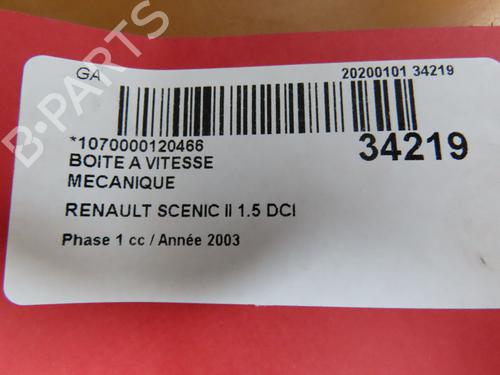 B-PARTS
GA
20200101 34219
*1070000120466
34219
BOITE A VITESSE
MECANIQUE
RENAULT SCENIC II 1.5 DCI
Phase 1 cc / Année 2003